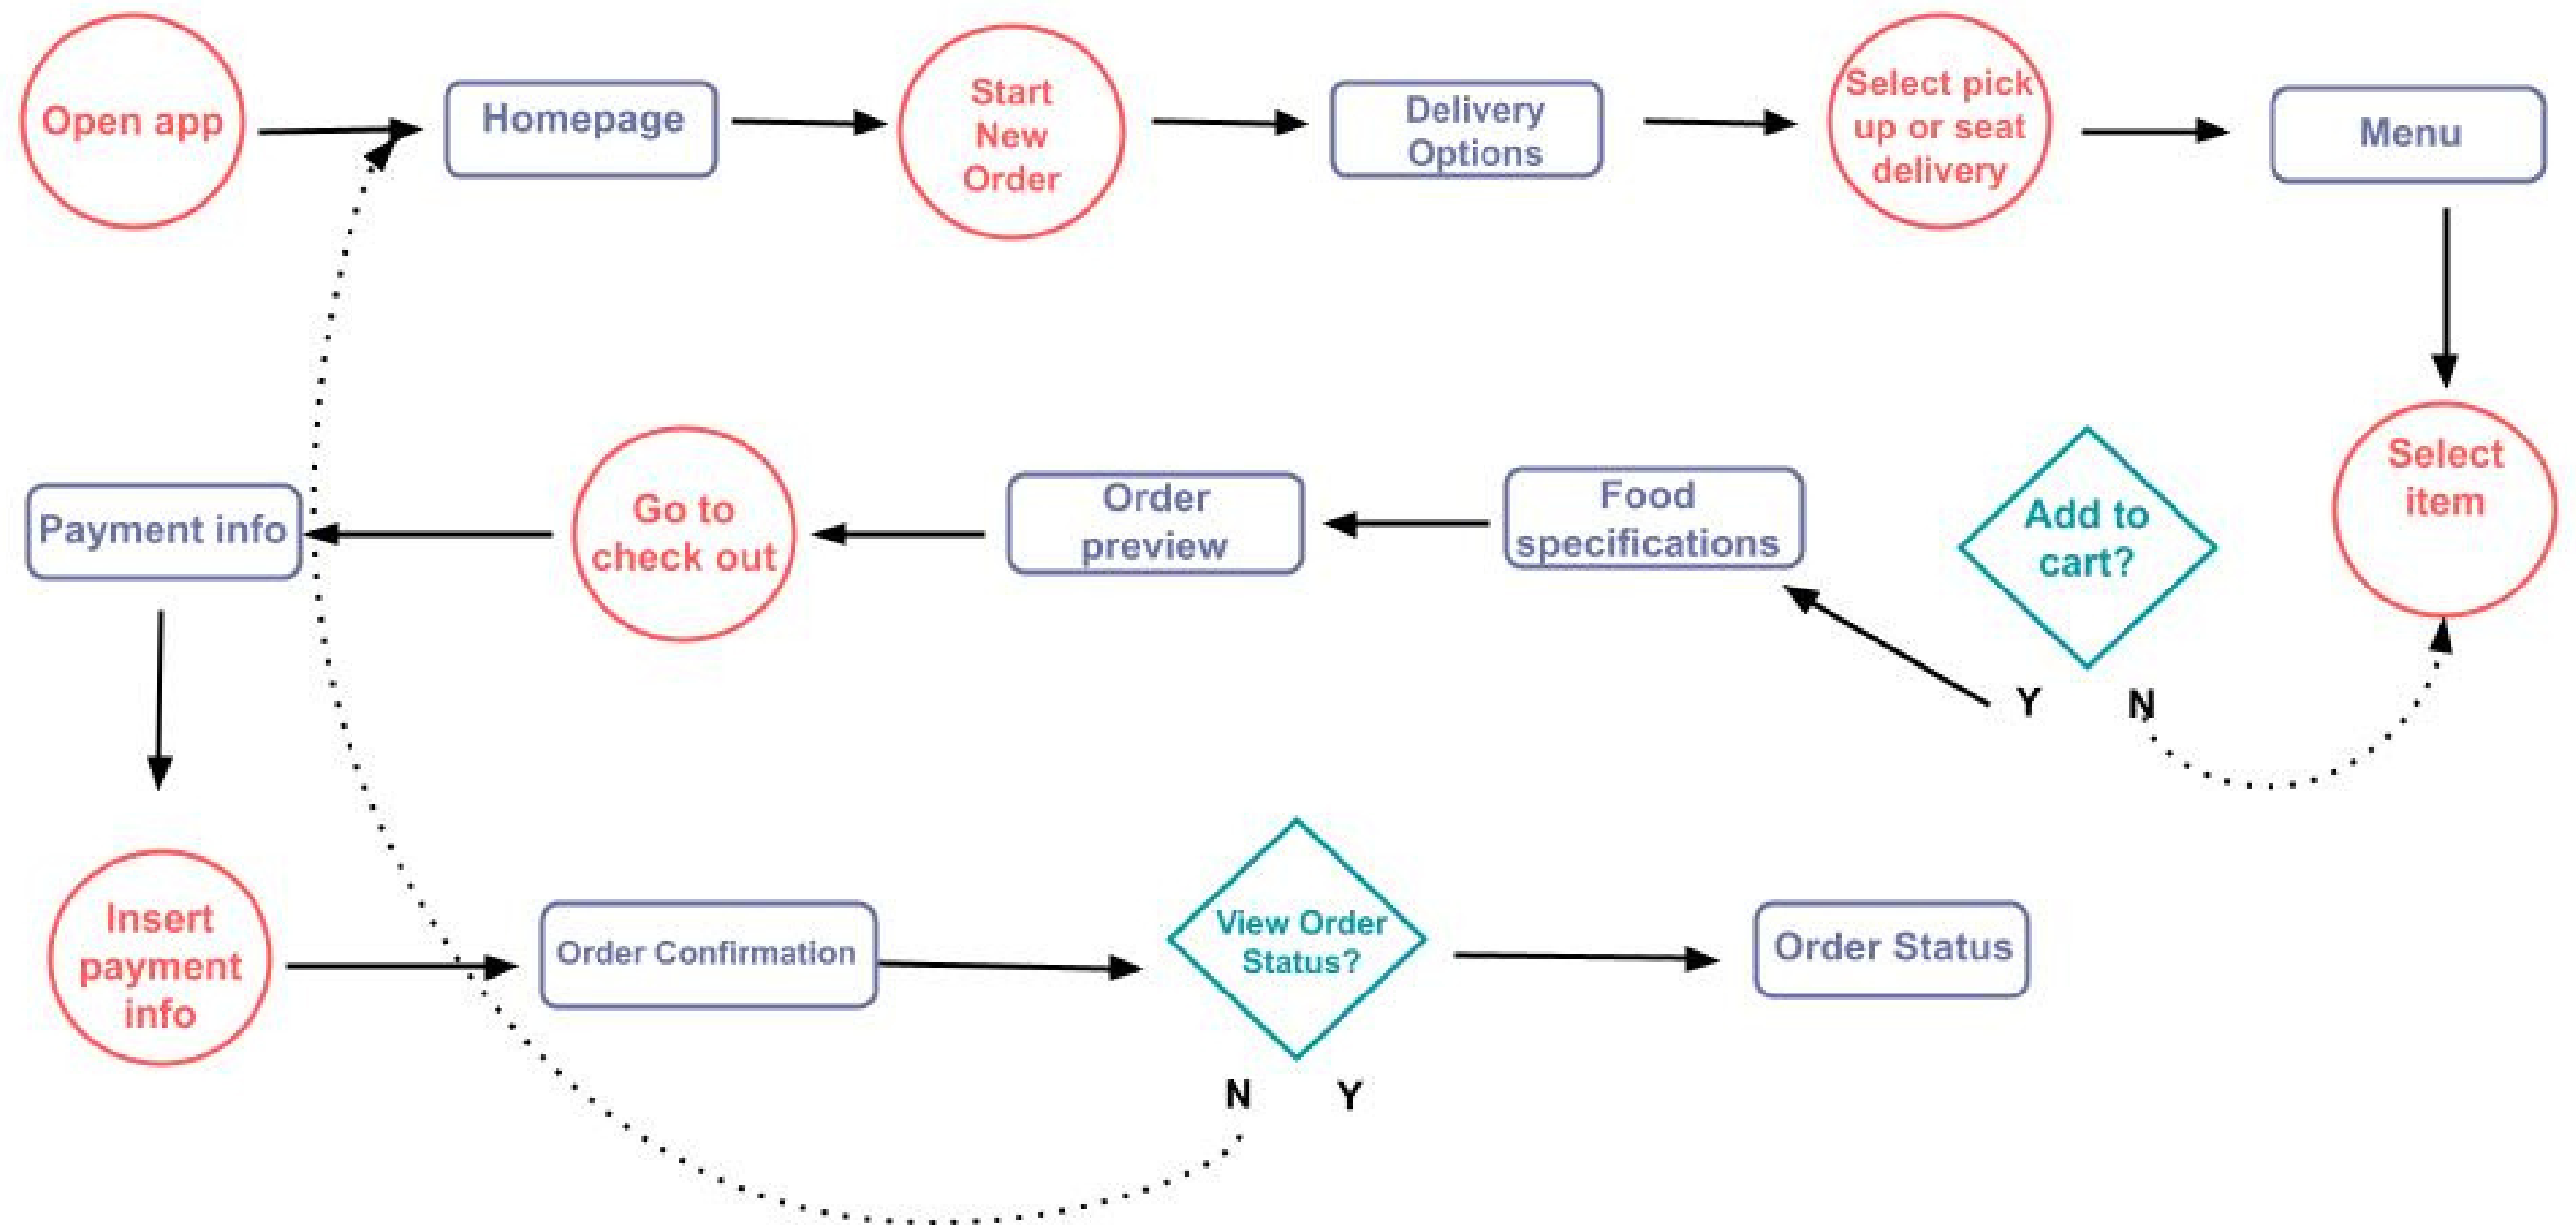 Open app
Homepage
Start
New
Order
Delivery
Options
Select pick
up or seat
delivery
Menu
Select
item
Add to
cart?
Y
N
Food
specifications
Order
preview
Go to
check out
Payment info
Insert
payment
info
Order Confirmation
View Order
Status?
N
Y
Order Status